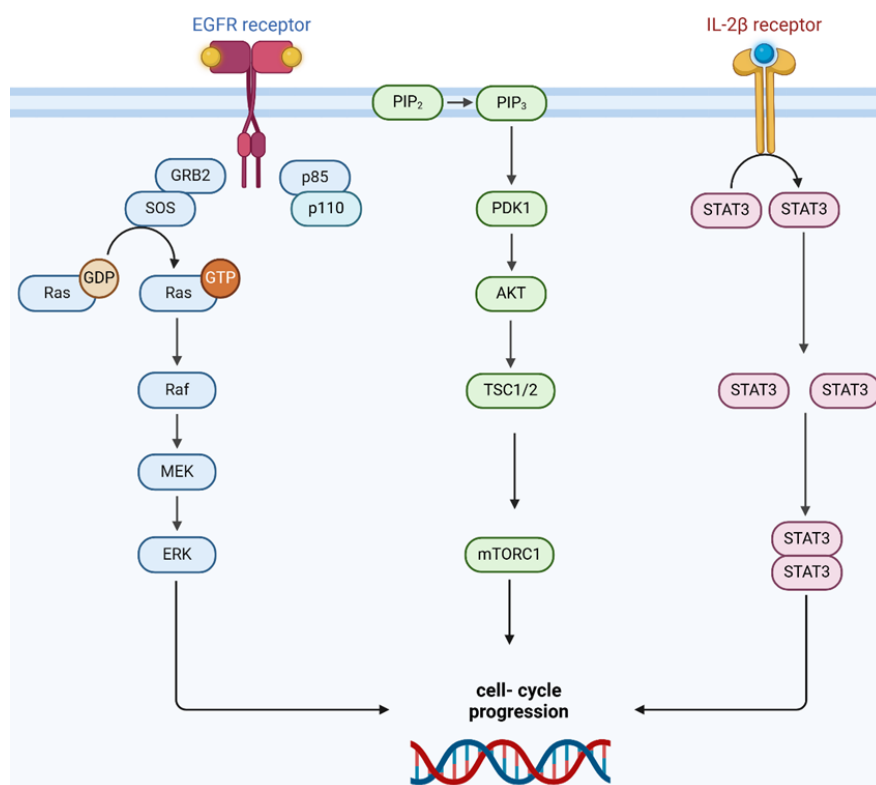 EGFR receptor
IL-2β receptor
PIP₂
PIP₃
GRB2
p85
SOS
p110
PDK1
STAT3
STAT3
GDP
GTP
Ras
Ras
AKT
Raf
TSC1/2
STAT3
STAT3
MEK
ERK
mTORC1
STAT3
STAT3
cell- cycle
progression